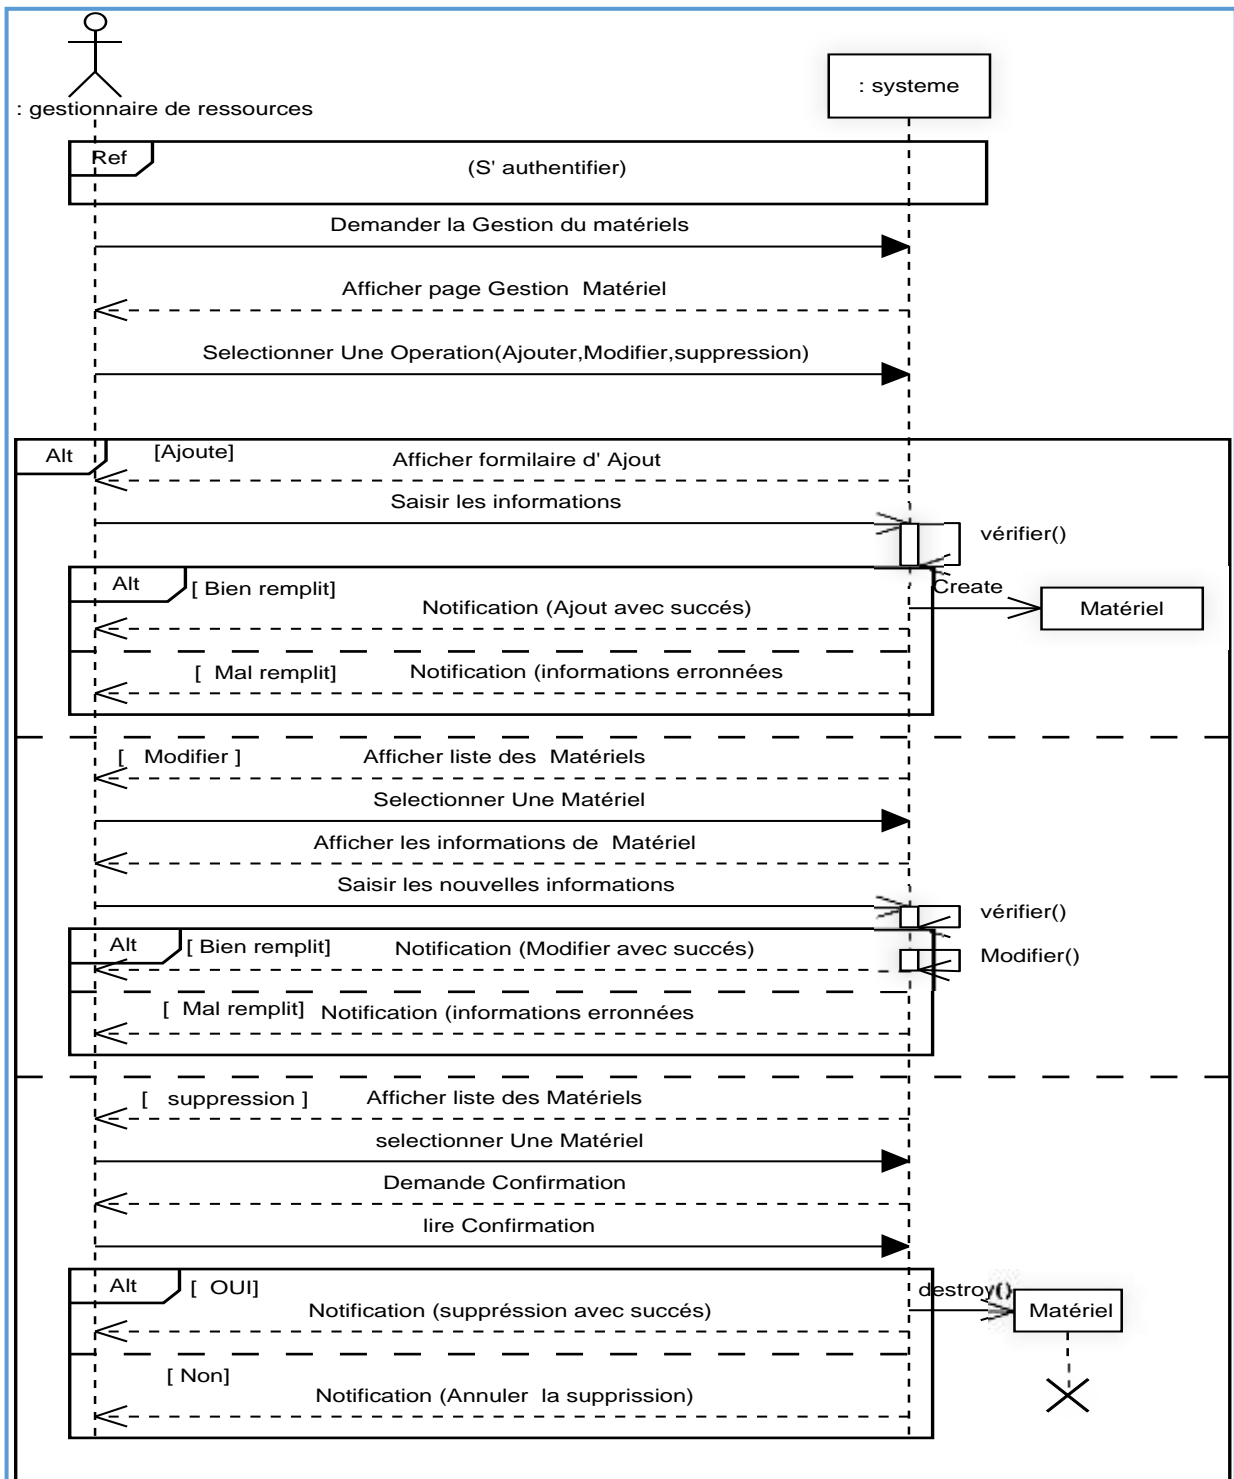 : gestionnaire de ressources
: systeme
Ref
(S' authentifier)
Demander la Gestion du matériels
Afficher page Gestion Matériel
Selectionner Une Operation(Ajouter,Modifier,suppression)
Alt
[Ajoute]
Afficher formilaire d' Ajout
Saisir les informations
vérifier()
Alt
[ Bien remplit]
Create
Notification (Ajout avec succés)
Matériel
[ Mal remplit]
Notification (informations erronnées
[ Modifier ]
Afficher liste des Matériels
Selectionner Une Matériel
Afficher les informations de Matériel
Saisir les nouvelles informations
vérifier()
Alt
[ Bien remplit]
Notification (Modifier avec succés)
Modifier()
[ Mal remplit]
Notification (informations erronnées
[ suppression ]
Afficher liste des Matériels
selectionner Une Matériel
Demande Confirmation
lire Confirmation
Alt
[ OUI]
destroy()
Notification (suppréssion avec succés)
Matériel
[ Non]
Notification (Annuler la supprission)